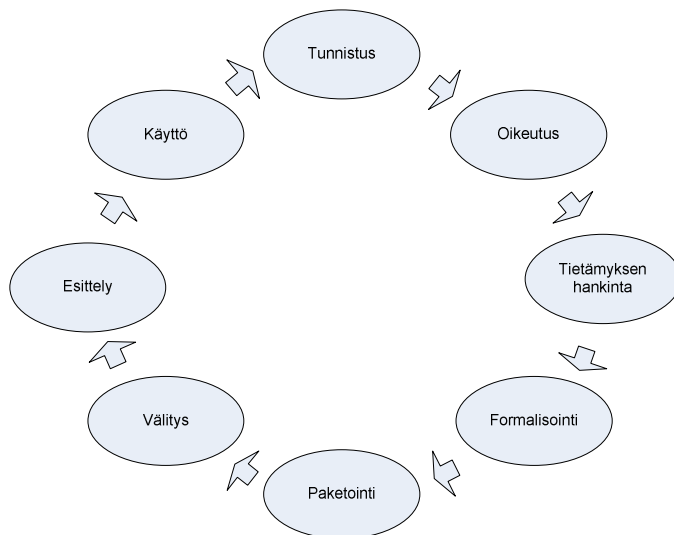 Tunnistus
Oikeutus
Tietämyksen
hankinta
Formalisointi
Paketointi
Välitys
Esittely
Käyttö